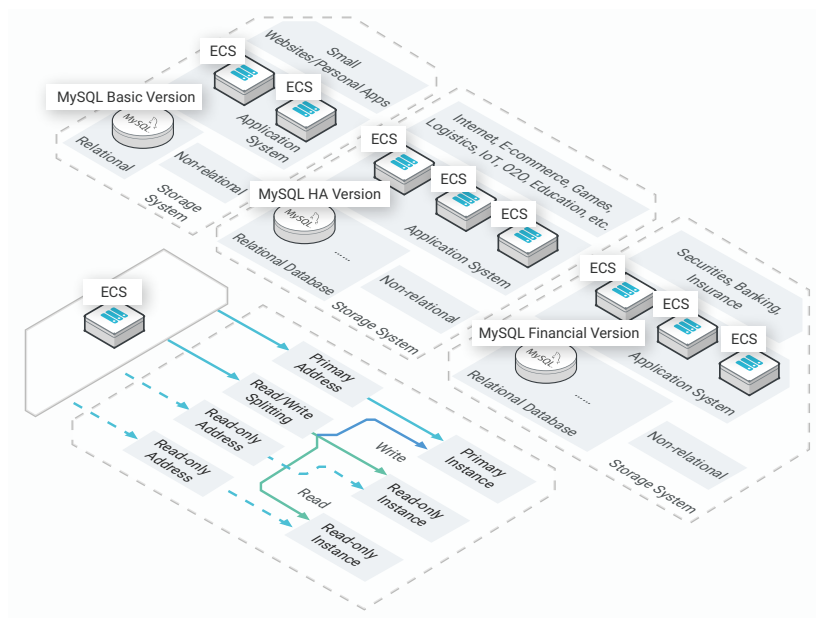 ECS
Small
Websites/Personal Apps
ECS
MySQL Basic Version
MySQL
Application
System
Relational
Non-relational
Storage
System
ECS
Internet, E-commerce, Games,
Logistics, IoT, O2O, Education, etc.
ECS
ECS
MySQL HA Version
MySQL
......
Application System
Relational Database
Non-relational
Storage System
ECS
Securities, Banking,
Insurance
ECS
ECS
MySQL Financial Version
MySQL
......
Application System
Relational Database
Non-relational
Storage System
ECS
Primary
Address
Read/Write
Splitting
Read-only
Address
Read-only
Address
Write
Read
Primary
Instance
Read-only
Instance
Read-only
Instance